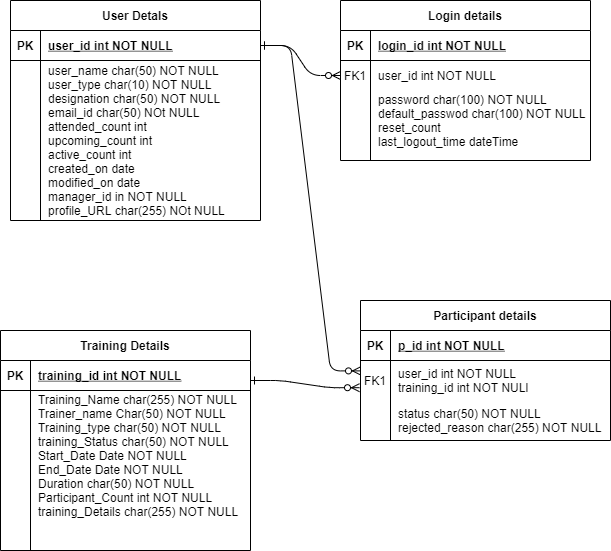 User Detals
PK user_id int NOT NULL
user_name char(50) NOT NULL
user_type char(10) NOT NULL
designation char(50) NOT NULL
email_id char(50) NOt NULL
attended_count int
upcoming_count int
active_count int
created_on date
modified_on date
manager_id in NOT NULL
profile_URL char(255) NOt NULL
Login details
PK login_id int NOT NULL
FK1 user_id int NOT NULL
password char(100) NOT NULL
default_passwod char(100) NOT NULL
reset_count
last_logout_time dateTime
Training Details
PK training_id int NOT NULL
Training_Name char(255) NOT NULL
Trainer_name Char(50) NOT NULL
Training_type char(50) NOT NULL
training_Status char(50) NOT NULL
Start_Date Date NOT NULL
End_Date Date NOT NULL
Duration char(50) NOT NULL
Participant_Count int NOT NULL
training_Details char(255) NOT NULL
Participant details
PK p_id int NOT NULL
user_id int NOT NULL
FK1 training_id int NOT NULl
status char(50) NOT NULL
rejected_reason char(255) NOT NULL